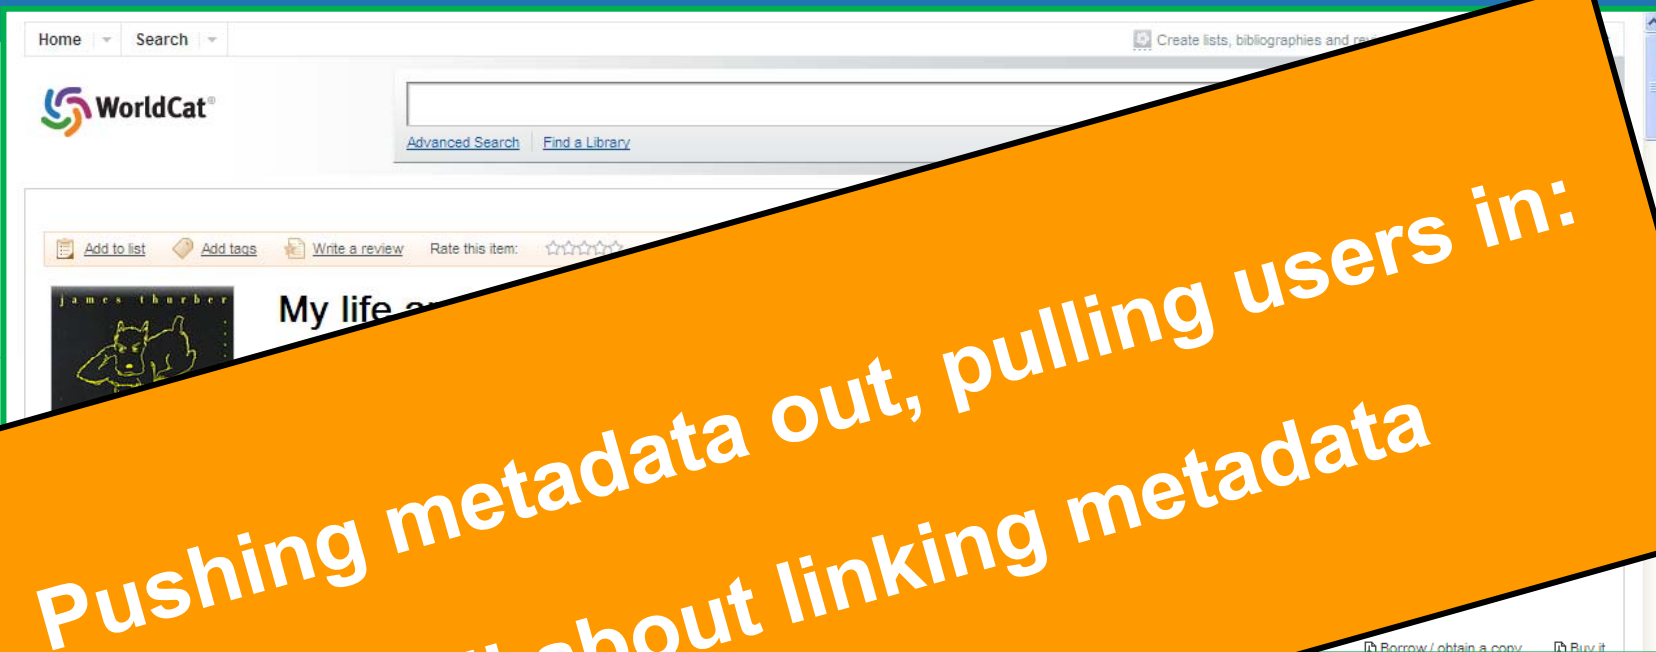 Home Search
Create lists, bibliographies and
WorldCat®
Advanced Search Find a Library
Add to list Add tags Write a review Rate this item:
james thurber
My life
Pushing metadata out, pulling users in:
about linking metadata
Borrow / obtain a copy Buy it